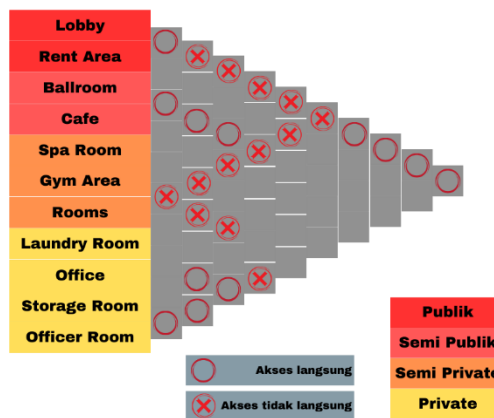 Lobby
Rent Area
Ballroom
Cafe
Spa Room
Gym Area
Rooms
Laundry Room
Office
Storage Room
Officer Room
Akses langsung
Akses tidak langsung
Publik
Semi Publik
Semi Private
Private